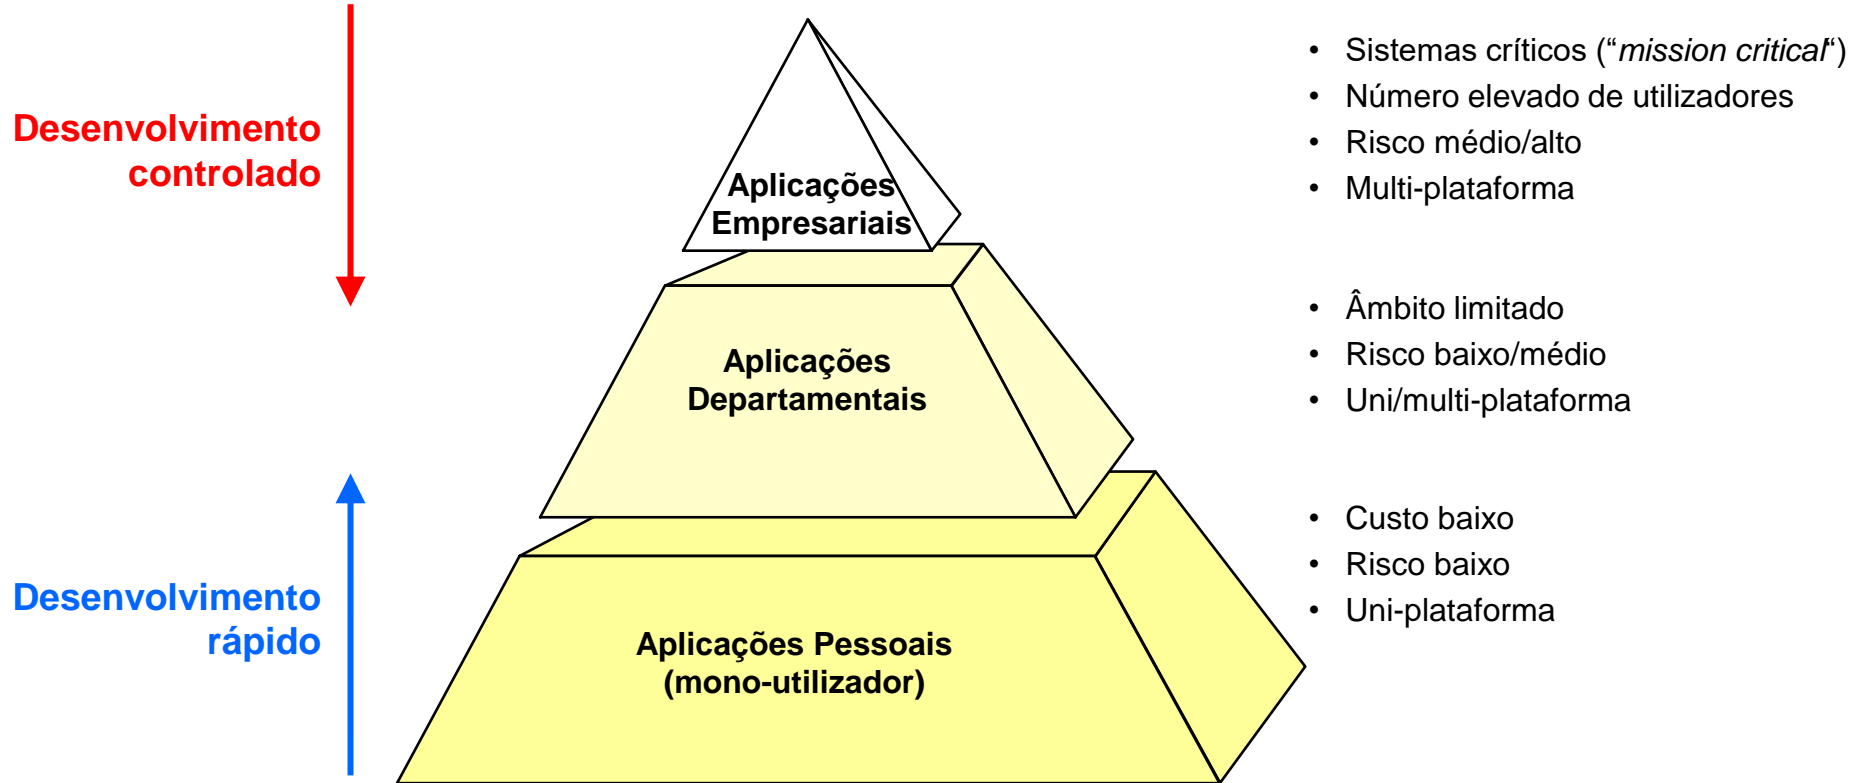 Desenvolvimento
controlado
Aplicações
Empresariais
• Sistemas críticos (“mission critical“)
• Número elevado de utilizadores
• Risco médio/alto
• Multi-plataforma
Aplicações
Departamentais
• Âmbito limitado
• Risco baixo/médio
• Uni/multi-plataforma
Desenvolvimento
rápido
Aplicações Pessoais
(mono-utilizador)
• Custo baixo
• Risco baixo
• Uni-plataforma